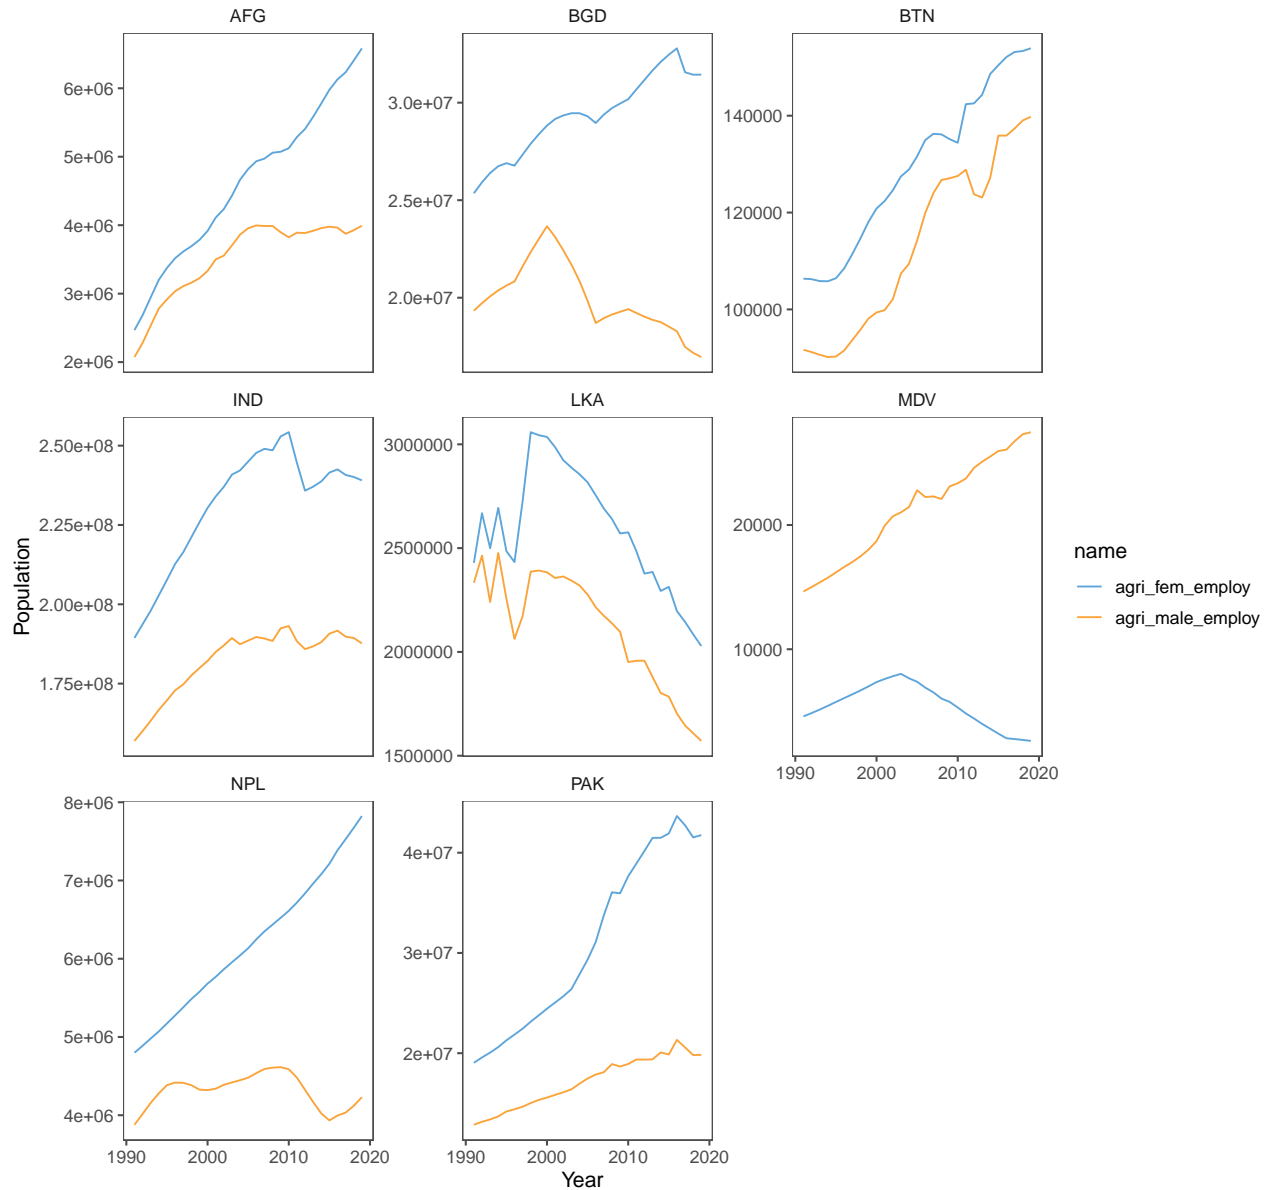 AFG BGD BTN
6e+06
5e+06
4e+06
3e+06
2e+06
3.0e+07
2.5e+07
2.0e+07
140000
120000
100000
IND LKA MDV
2.50e+08
2.25e+08
2.00e+08
1.75e+08
3000000
2500000
2000000
1500000
20000
10000
1990 2000 2010 2020
NPL PAK
8e+06
7e+06
6e+06
5e+06
4e+06
4e+07
3e+07
2e+07
1990 2000 2010 2020
1990 2000 2010 2020
Year
Population
name
agri_fem_employ
agri_male_employ